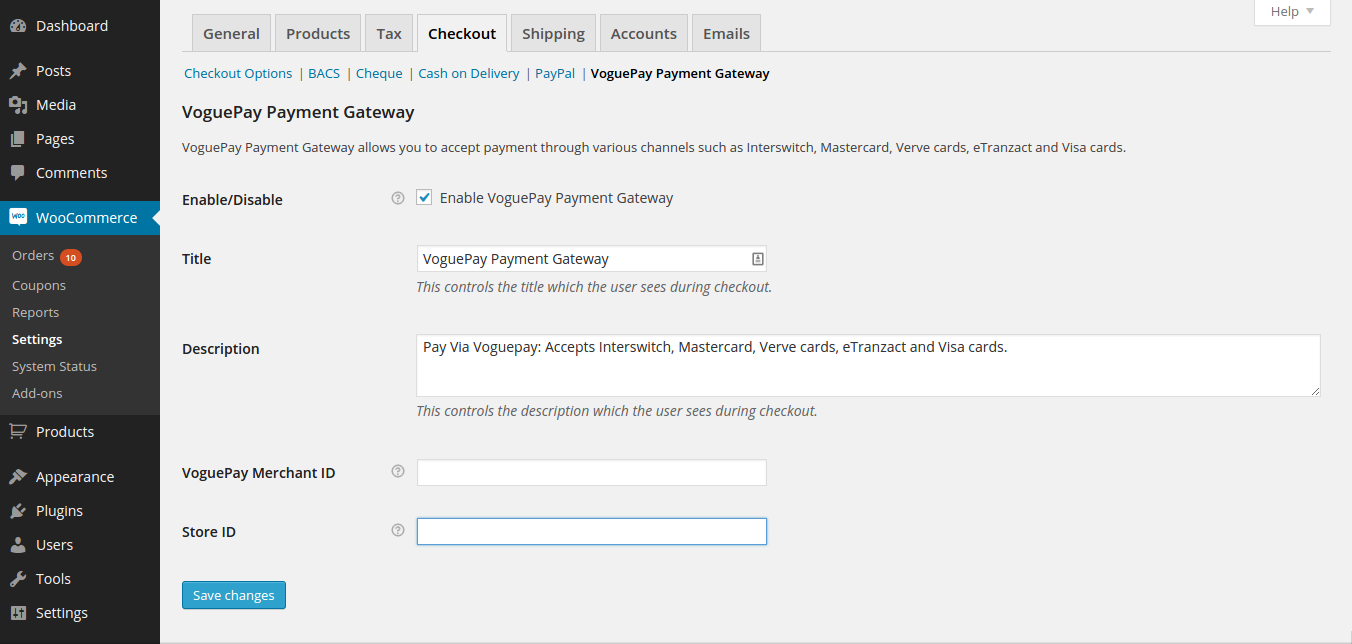 Dashboard
Posts
Media
Pages
Comments
WOO WooCommerce
Orders 10
Coupons
Reports
Settings
System Status
Add-ons
Products
Appearance
Plugins
Users
Tools
Settings
Help
General Products Tax Checkout Shipping Accounts Emails
Checkout Options | BACS | Cheque | Cash on Delivery | PayPal | VoguePay Payment Gateway
VoguePay Payment Gateway
VoguePay Payment Gateway allows you to accept payment through various channels such as Interswitch, Mastercard, Verve cards, eTranzact and Visa cards.
Enable/Disable ? Enable VoguePay Payment Gateway
Title VoguePay Payment Gateway
This controls the title which the user sees during checkout.
Description Pay Via Voguepay: Accepts Interswitch, Mastercard, Verve cards, eTranzact and Visa cards.
This controls the description which the user sees during checkout.
VoguePay Merchant ID ?
Store ID ?
Save changes